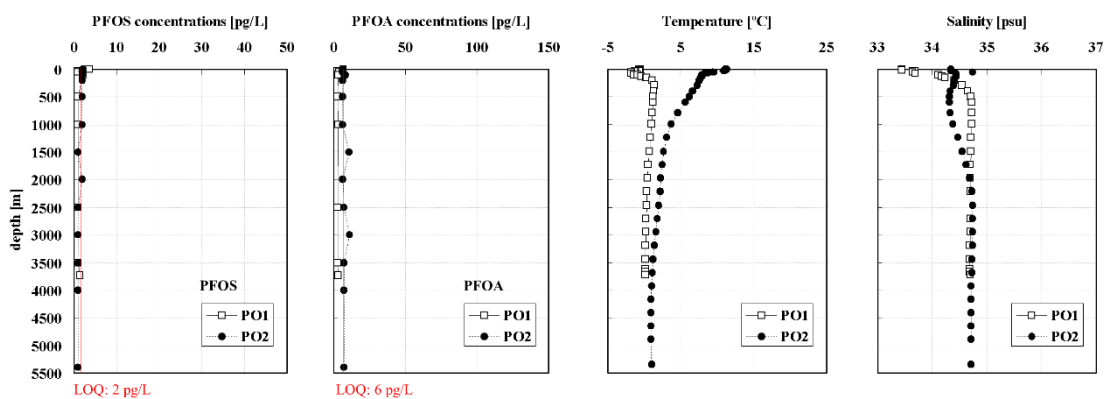 PFOS concentrations [pg/L]
PFOA concentrations [pg/L]
Temperature [°C]
Salinity [psu]
0 10 20 30 40 50
0 50 100 150
-5 5 15 25
33 34 35 36 37
depth [m]
0
500
1000
1500
2000
2500
3000
3500
4000
4500
5000
5500
PFOS
PO1
PO2
PFOA
PO1
PO2
PO1
PO2
PO1
PO2
LOQ: 2 pg/L
LOQ: 6 pg/L